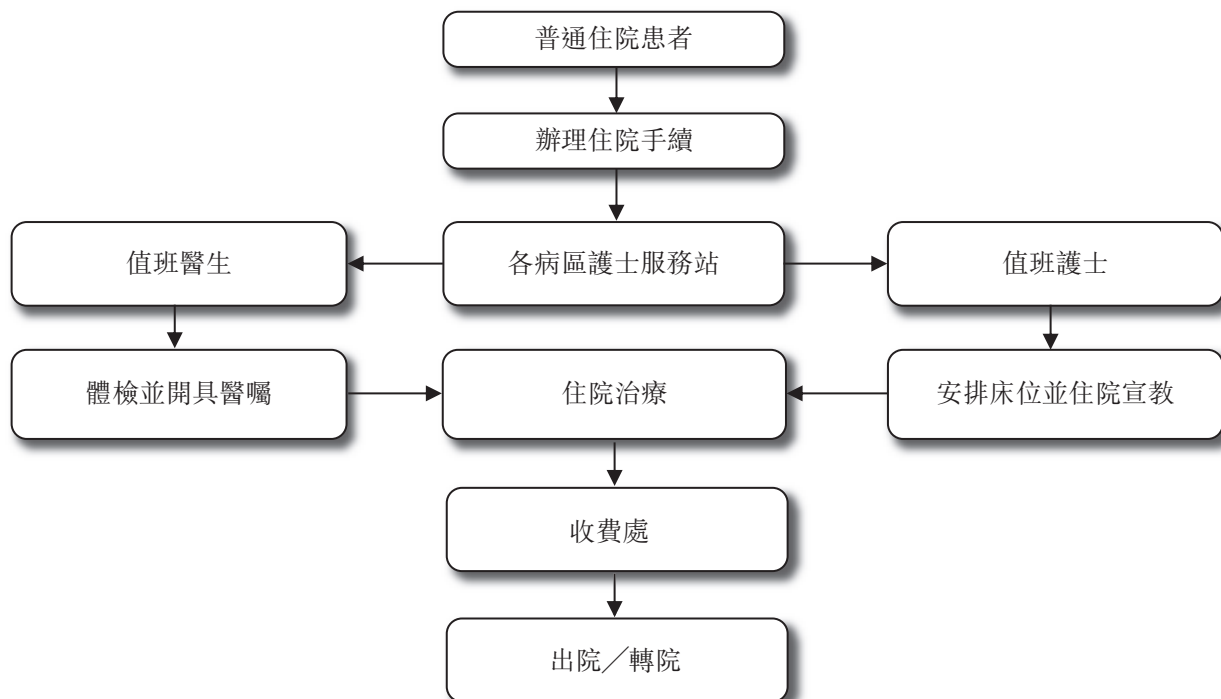 普通住院患者
辦理住院手續
值班醫生
各病區護士服務站
值班護士
體檢並開具醫囑
住院治療
安排床位並住院宣教
收費處
出院╱轉院